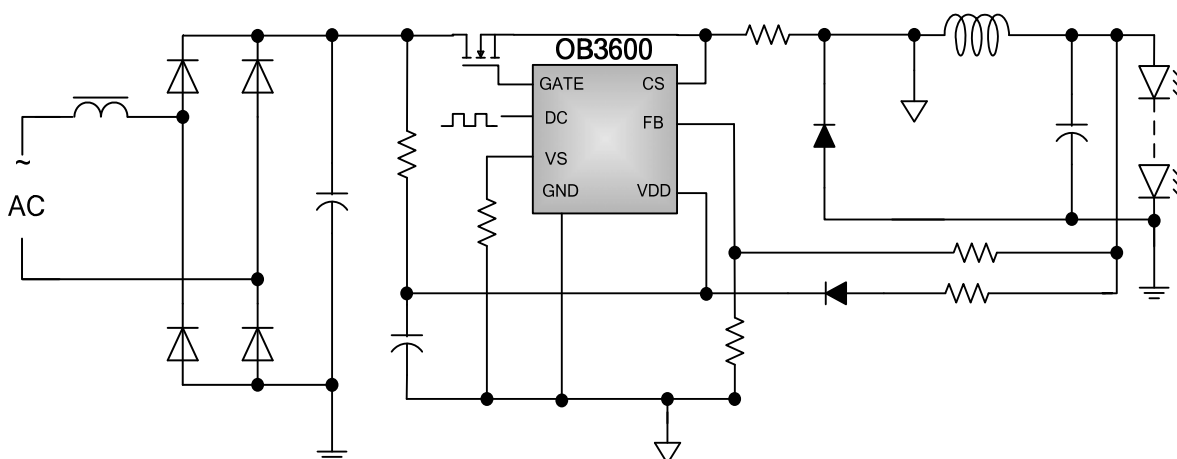 OB3600
GATE
CS
DC
FB
VS
GND
VDD
~
AC